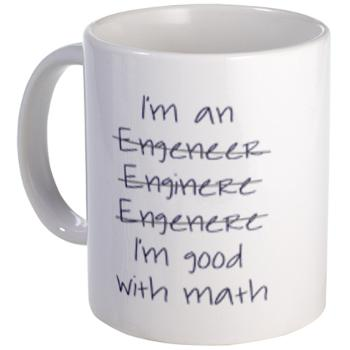 I'm an
Engeneer
Enginere
Engenere
I'm good
with math